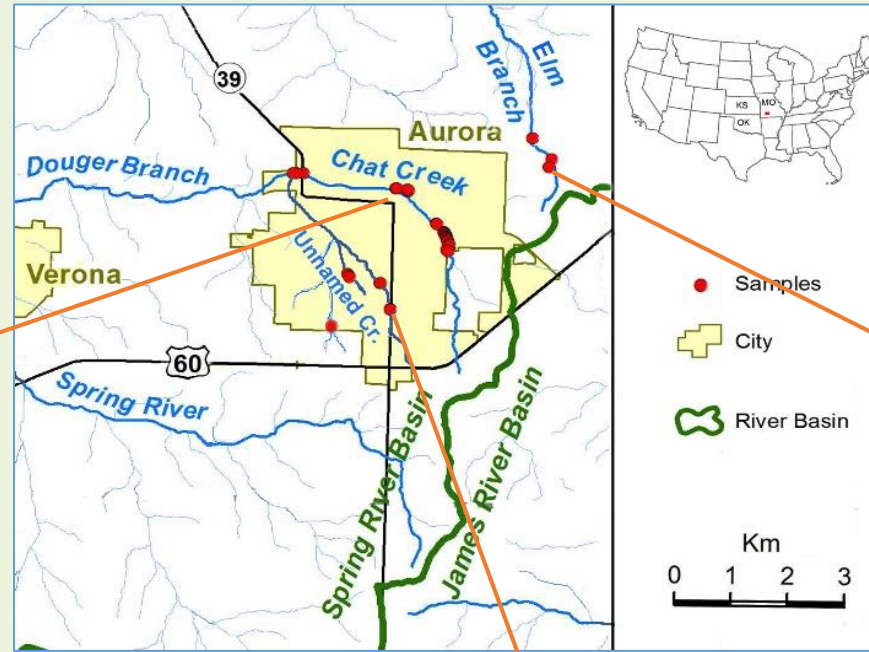 39
Elm
Branch
Aurora
Douger Branch
Chat Creek
Verona
Unnamed Cr.
60
Spring River
Spring River Basin
James River Basin
KS
MO
OK
Samples
City
River Basin
Km
0 1 2 3